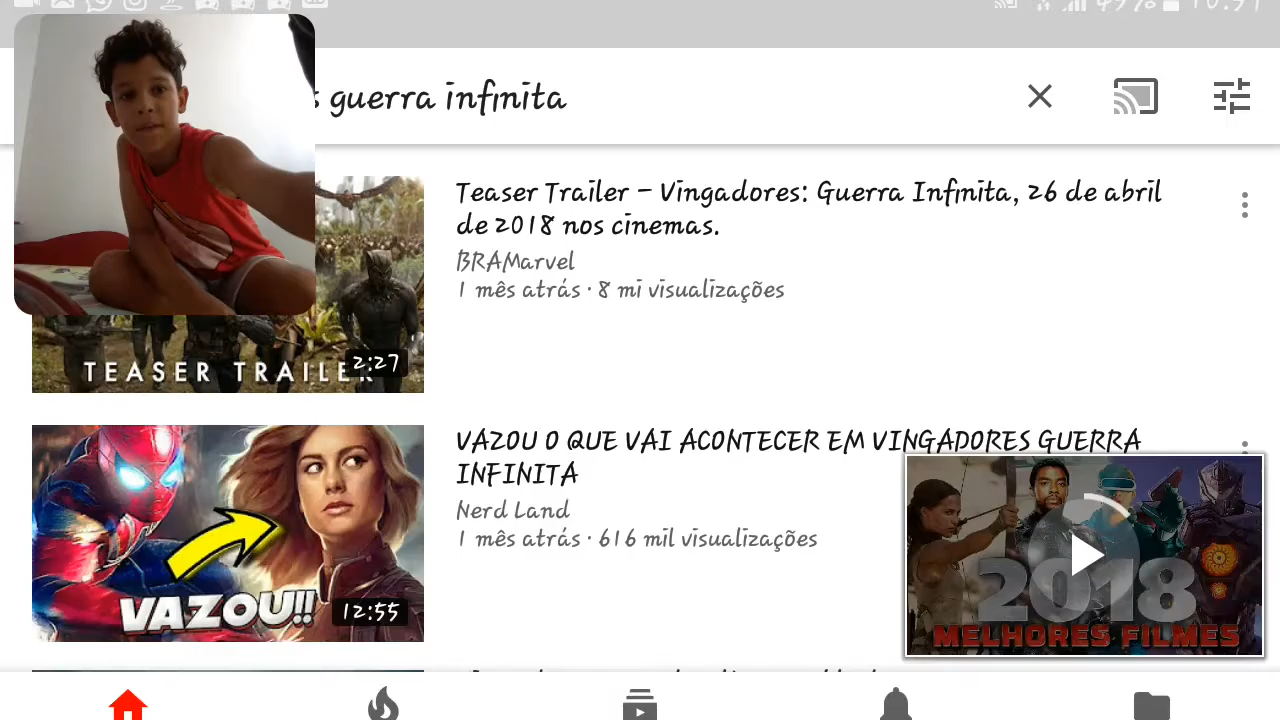 guerra infinita
Teaser Trailer – Vingadores: Guerra Infinita, 26 de abril
de 2018 nos cinemas.
BRAMarvel
1 mês atrás · 8 mi visualizações
TEASER TRAILER
2:27
VAZOU O QUE VAI ACONTECER EM VINGADORES GUERRA
INFINITA
Nerd Land
1 mês atrás · 616 mil visualizações
VAZOU!!
12:55
2018
MELHORES FILMES